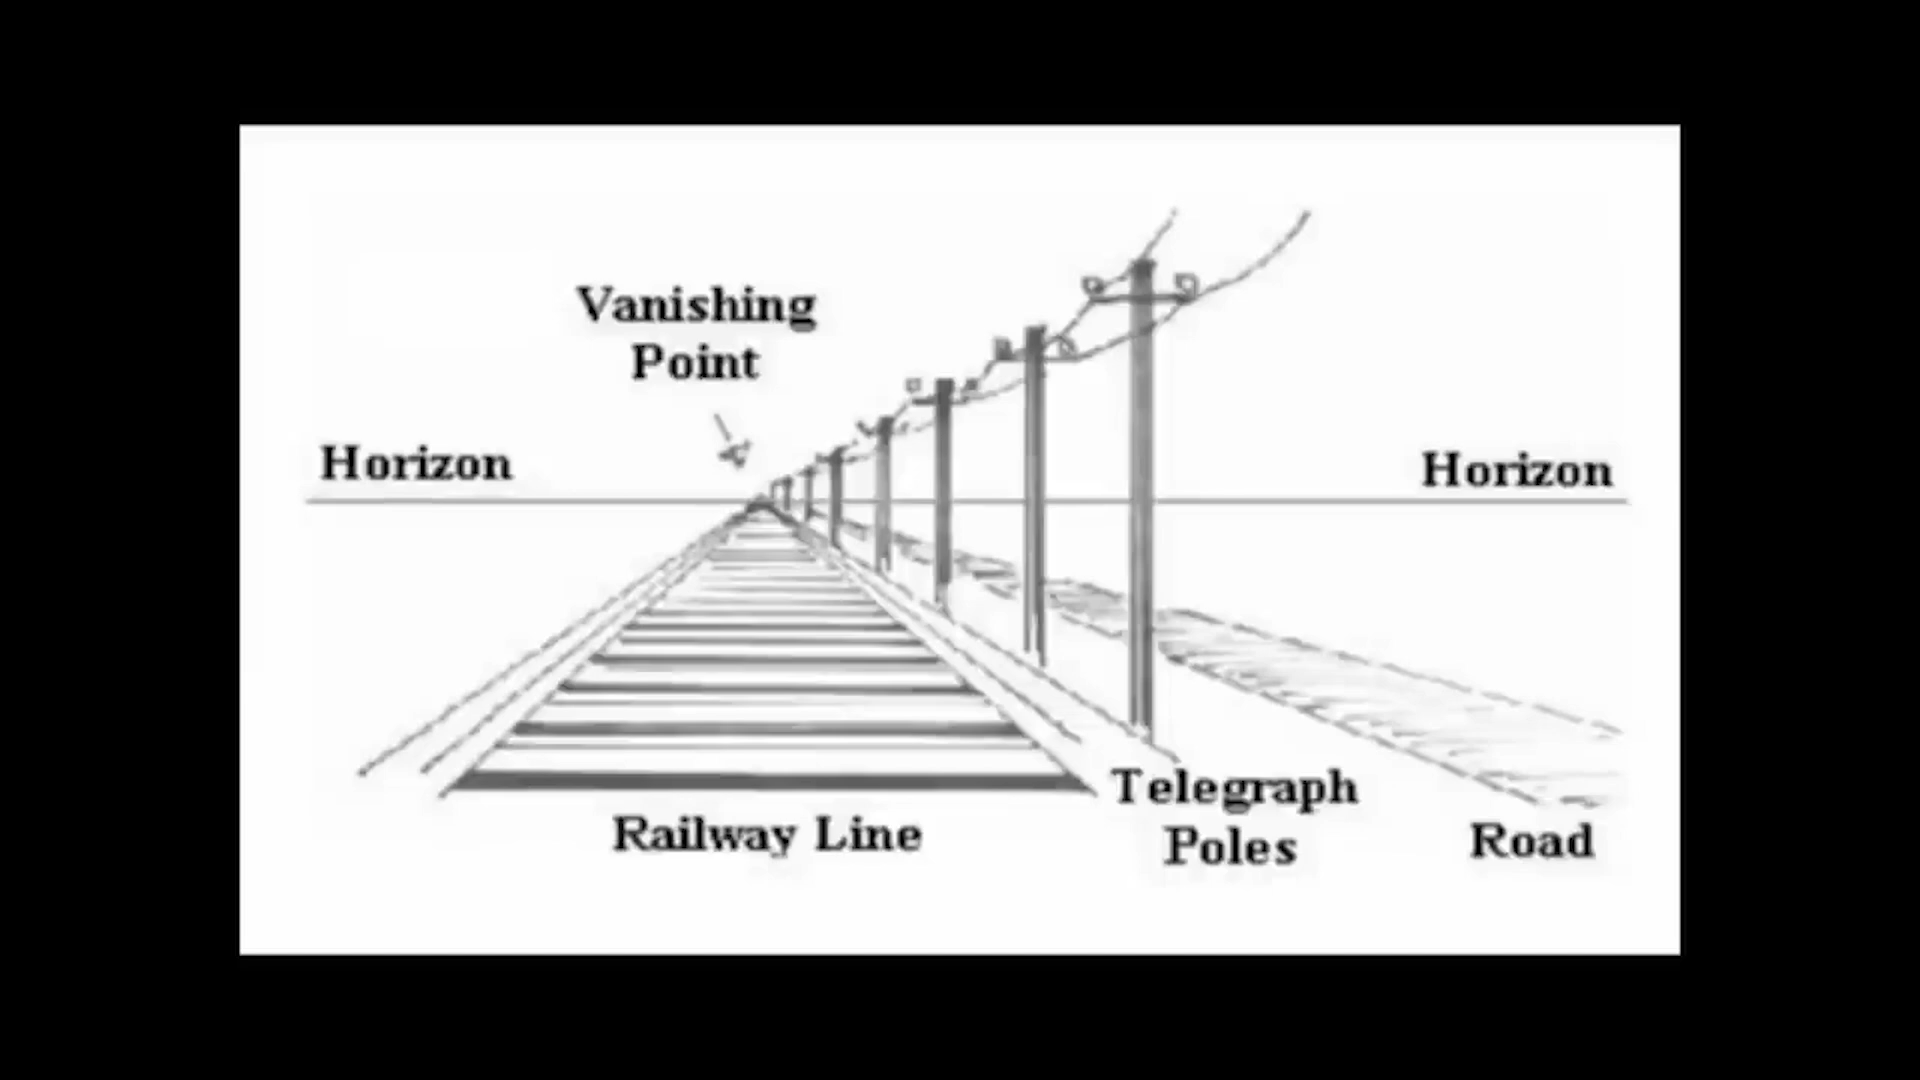 Vanishing
Point
Horizon
Horizon
Railway Line
Telegraph
Poles
Road